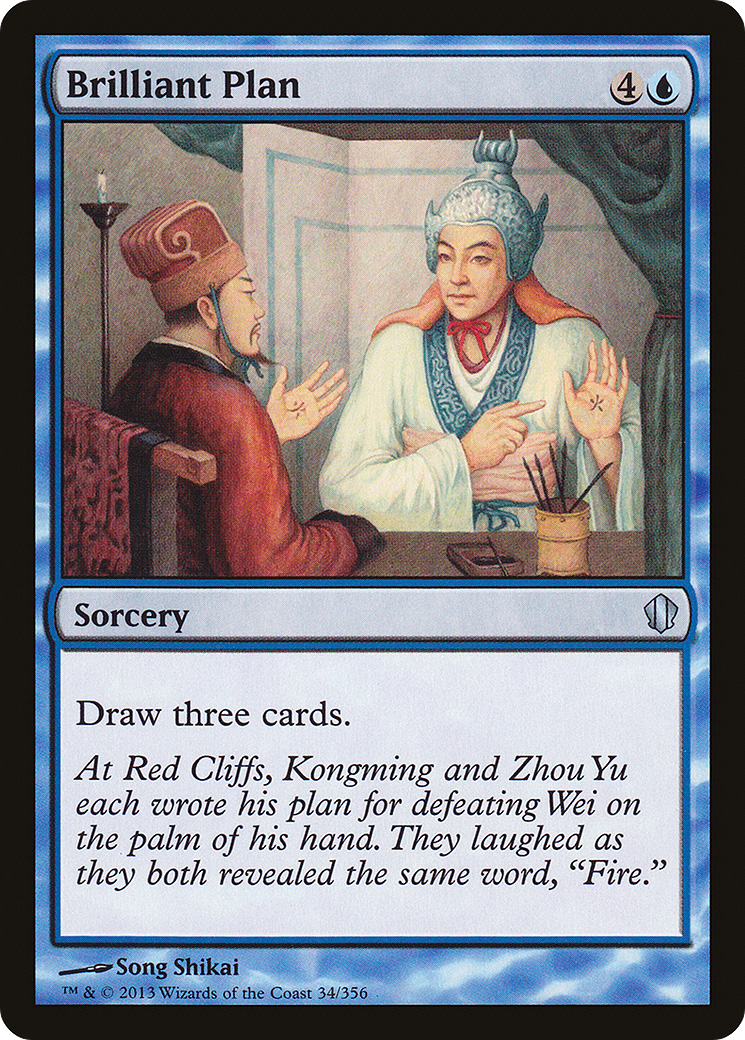 Brilliant Plan 4
火 火
Sorcery
Draw three cards.
At Red Cliffs, Kongming and Zhou Yu
each wrote his plan for defeating Wei on
the palm of his hand. They laughed as
they both revealed the same word, “Fire.”
Song Shikai
™ & © 2013 Wizards of the Coast 34/356